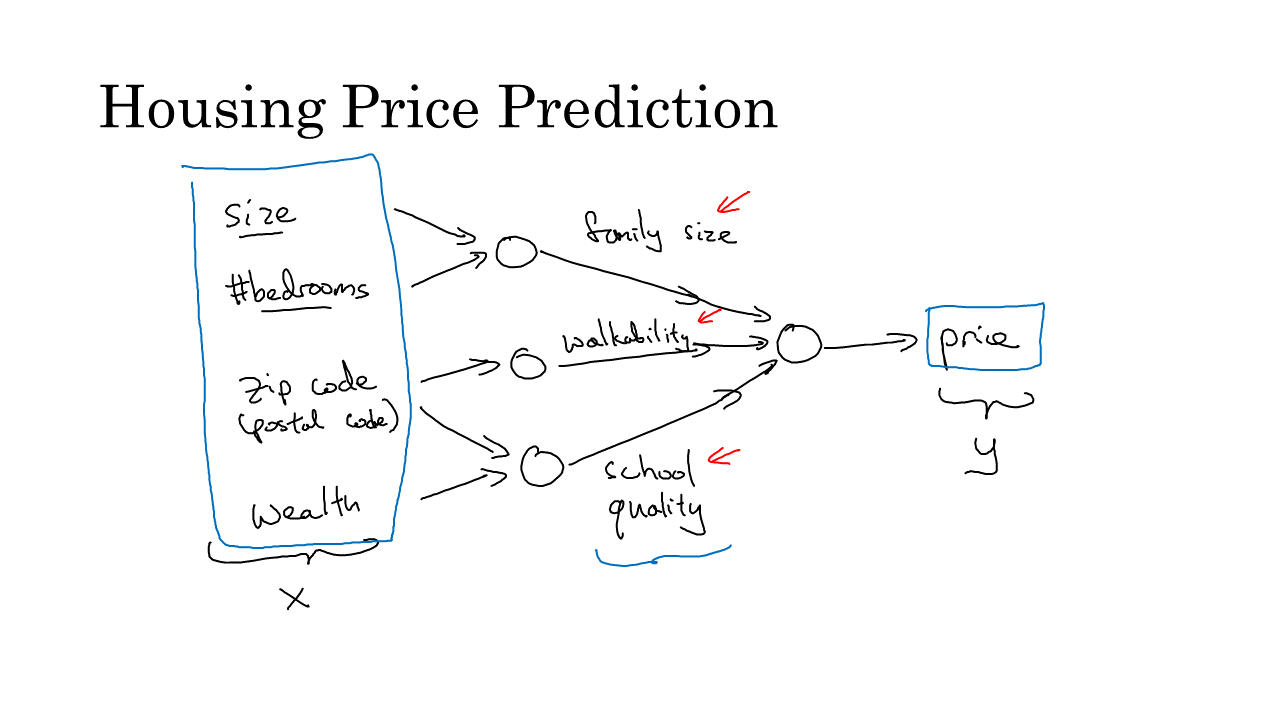 Housing Price Prediction
size
#bedrooms
zip code
(postal code)
wealth
X
family size
walkability
school
quality
price
y